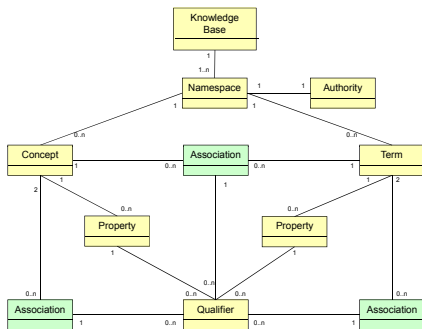 Knowledge
Base
1
1..n
Namespace
1
1
Authority
1
1
0..n
0..n
Concept
Association
Term
1
0..n
0..n
1
2
1
1
1
2
0..n
0..n
Property
Property
1
1
0..n
0..n
0..n
0..n
0..n
0..n
Association
Qualifier
Association
1
0..n
0..n
1